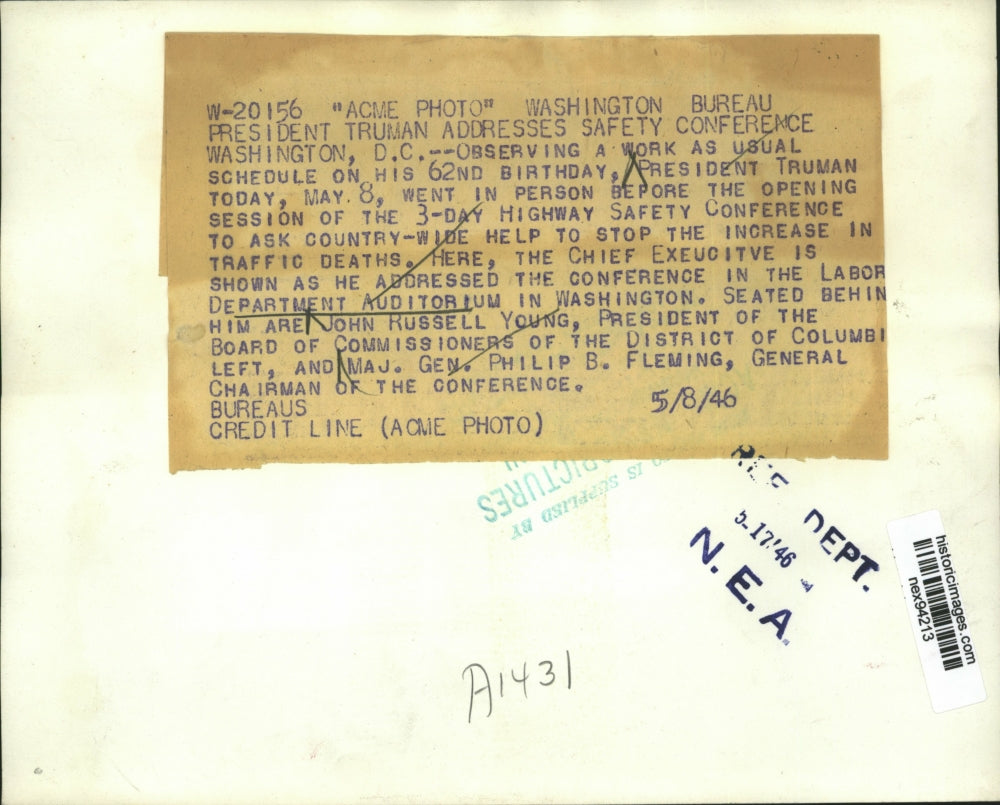 W-20156 "ACME PHOTO" WASHINGTON BUREAU
PRESIDENT TRUMAN ADDRESSES SAFETY CONFERENCE
WASHINGTON, D.C.--OBSERVING A WORK AS USUAL
SCHEDULE ON HIS 62ND BIRTHDAY, PRESIDENT TRUMAN
TODAY, MAY 8, WENT IN PERSON BEFORE THE OPENING
SESSION OF THE 3-DAY HIGHWAY SAFETY CONFERENCE
TO ASK COUNTRY-WIDE HELP TO STOP THE INCREASE IN
TRAFFIC DEATHS. HERE, THE CHIEF EXEUCITVE IS
SHOWN AS HE ADDRESSED THE CONFERENCE IN THE LABOR
DEPARTMENT AUDITORIUM IN WASHINGTON. SEATED BEHIN
HIM ARE JOHN RUSSELL YOUNG, PRESIDENT OF THE
BOARD OF COMMISSIONERS OF THE DISTRICT OF COLUMBI
LEFT, AND MAJ. GEN. PHILIP B. FLEMING, GENERAL
CHAIRMAN OF THE CONFERENCE.
BUREAUS 5/8/46
CREDIT LINE (ACME PHOTO)
IS SUPPLIED BY
PICTURES
REF DEPT.
5-17'46
N.E.A.
historicimages.com
nex94213
A1431